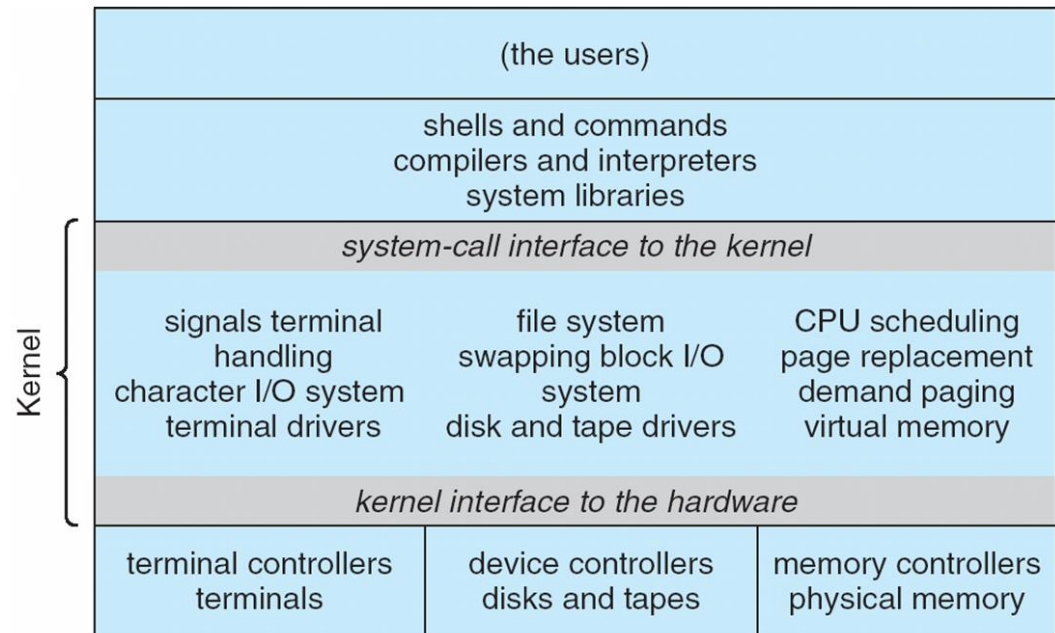 (the users)
shells and commands
compilers and interpreters
system libraries
Kernel
system-call interface to the kernel
signals terminal
handling
character I/O system
terminal drivers
file system
swapping block I/O
system
disk and tape drivers
CPU scheduling
page replacement
demand paging
virtual memory
kernel interface to the hardware
terminal controllers
terminals
device controllers
disks and tapes
memory controllers
physical memory